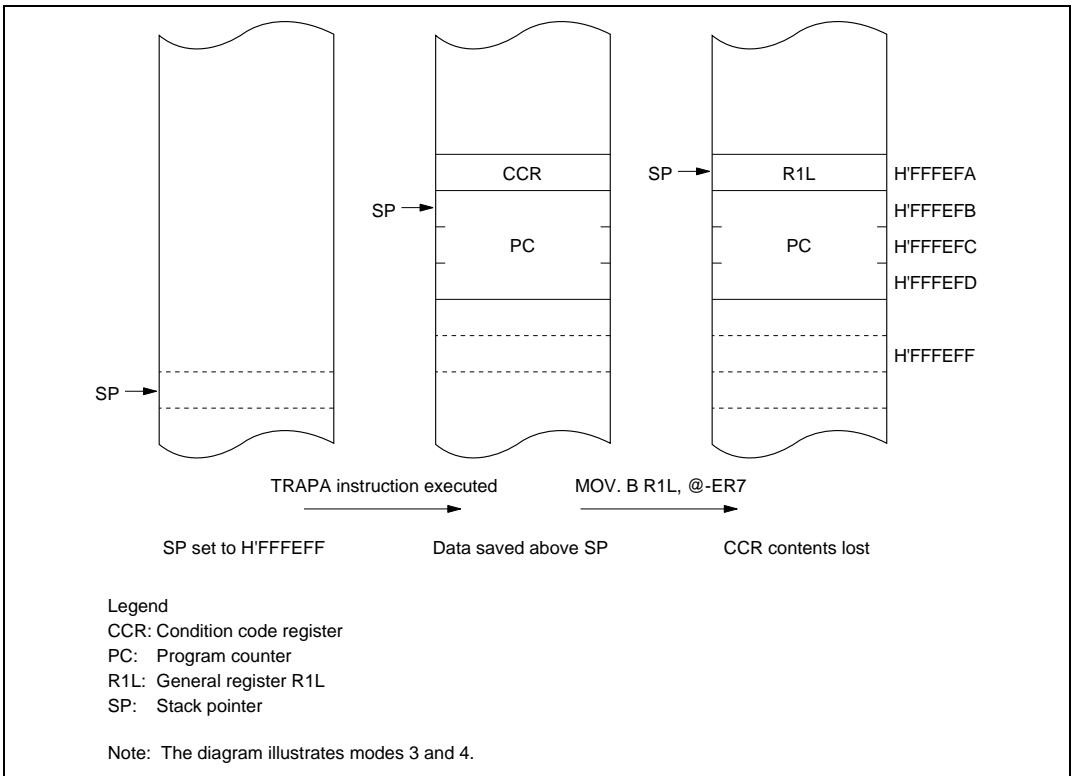 CCR
SP
R1L
H'FFFEFA
SP
H'FFFEFB
PC
PC
H'FFFEFC
H'FFFEFD
H'FFFEFF
SP
TRAPA instruction executed
MOV. B R1L, @-ER7
SP set to H'FFFEFF
Data saved above SP
CCR contents lost
Legend
CCR: Condition code register
PC: Program counter
R1L: General register R1L
SP: Stack pointer
Note: The diagram illustrates modes 3 and 4.